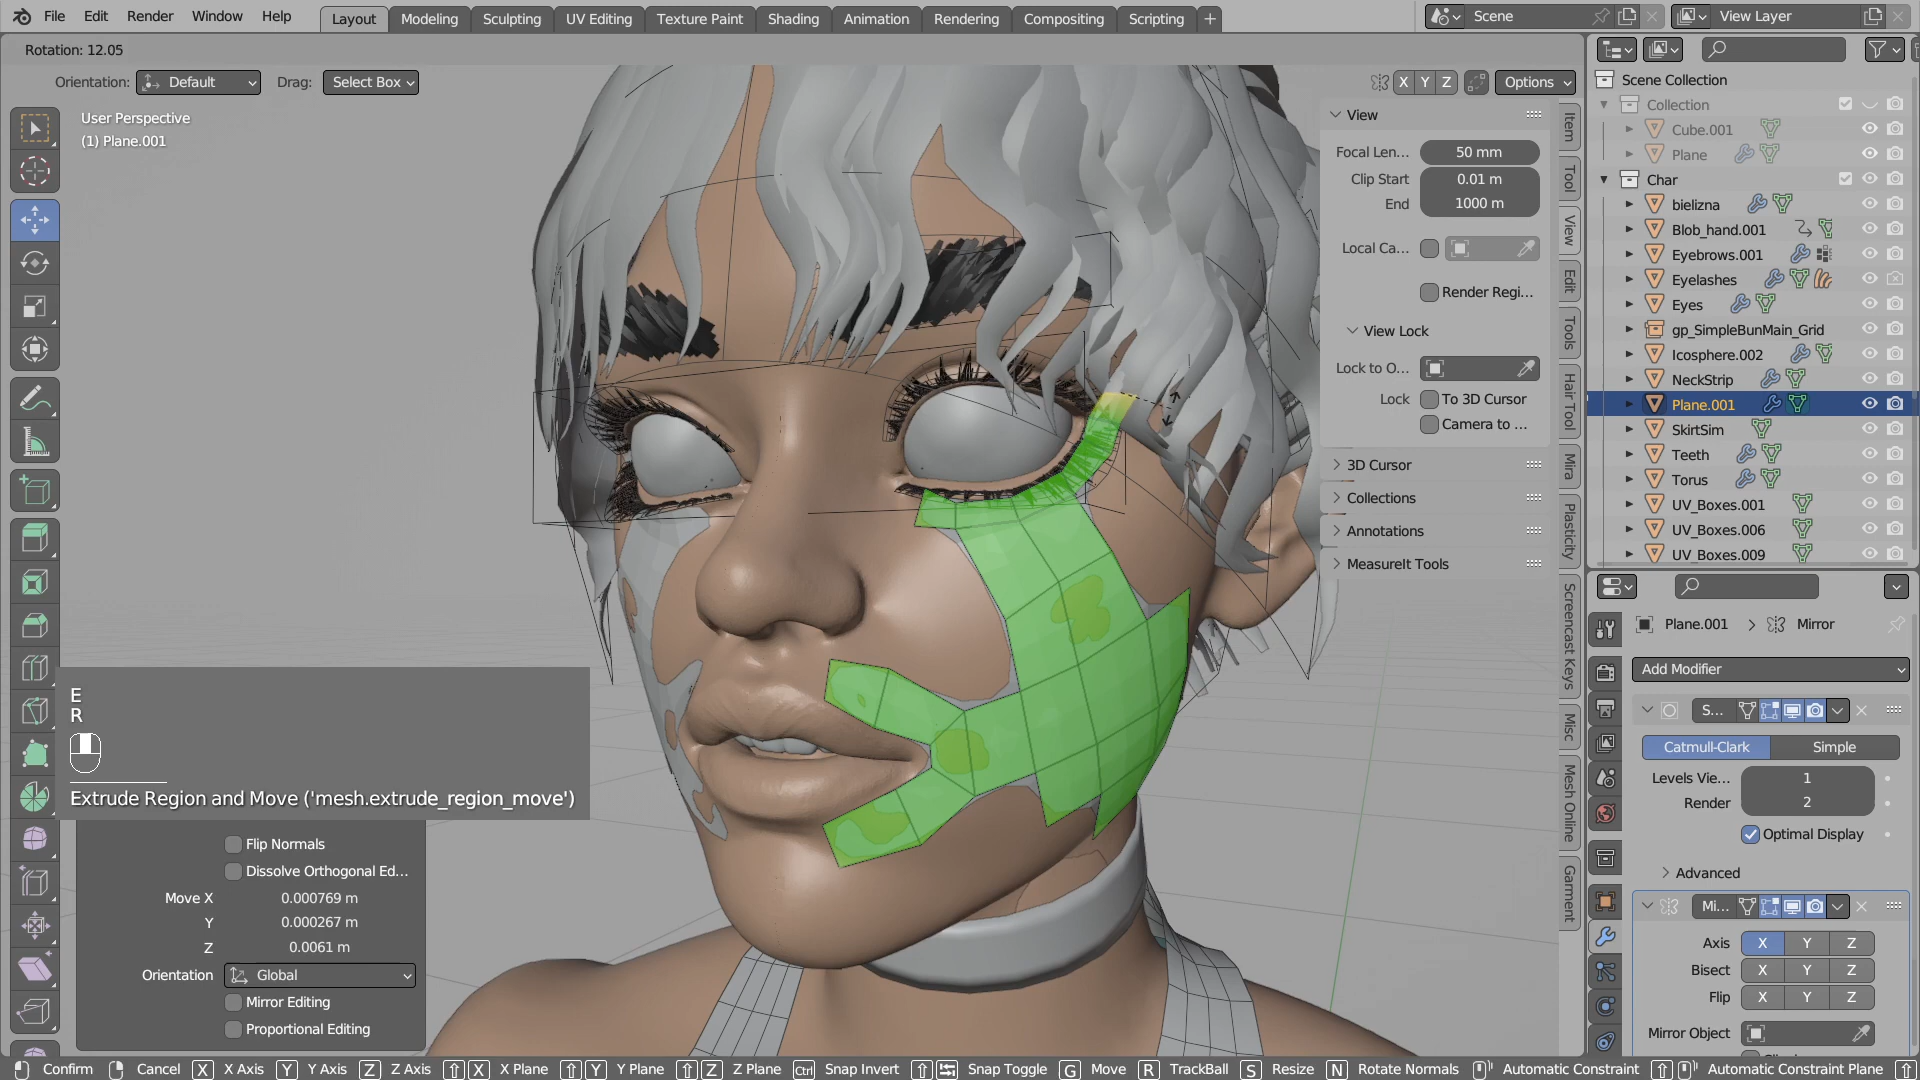 File Edit Render Window Help Layout Modeling Sculpting UV Editing Texture Paint Shading Animation Rendering Compositing Scripting + Scene View Layer
Rotation: 12.05
Orientation: Default Drag: Select Box X Y Z Options
User Perspective
(1) Plane.001
View
Focal Len... 50 mm
Clip Start 0.01 m
End 1000 m
Local Ca...
Render Regi...
View Lock
Lock to O...
Lock To 3D Cursor
Camera to ...
3D Cursor
Collections
Annotations
MeasureIt Tools
Item
Tool
View
Edit
Tools
Hair Tool
Mira
Plasticity
Screencast Keys
Misc
Mesh Online
Garment
Scene Collection
Collection
Cube.001
Plane
Char
bielizna
Blob_hand.001
Eyebrows.001
Eyelashes
Eyes
gp_SimpleBunMain_Grid
Icosphere.002
NeckStrip
Plane.001
SkirtSim
Teeth
Torus
UV_Boxes.001
UV_Boxes.006
UV_Boxes.009
Plane.001 > Mirror
Add Modifier
S...
Catmull-Clark Simple
Levels Vie... 1
Render 2
Optimal Display
Advanced
Mi...
Axis X Y Z
Bisect X Y Z
Flip X Y Z
Mirror Object
E
R
Extrude Region and Move ('mesh.extrude_region_move')
Flip Normals
Dissolve Orthogonal Ed...
Move X 0.000769 m
Y 0.000267 m
Z 0.0061 m
Orientation Global
Mirror Editing
Proportional Editing
Confirm Cancel X X Axis Y Y Axis Z Z Axis X X Plane Y Y Plane Z Z Plane Ctrl Snap Invert Snap Toggle G Move R TrackBall S Resize N Rotate Normals Automatic Constraint Automatic Constraint Plane